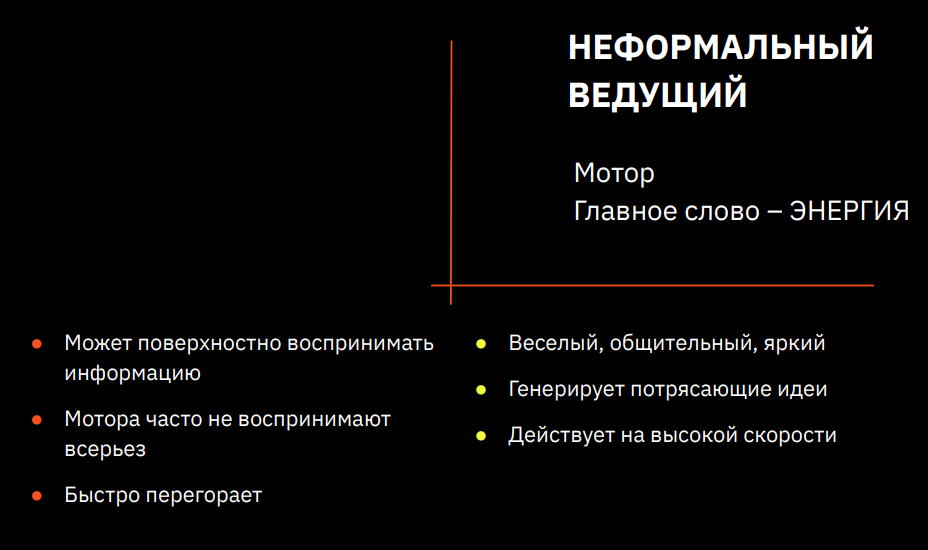 НЕФОРМАЛЬНЫЙ
ВЕДУЩИЙ
Мотор
Главное слово – ЭНЕРГИЯ
Может поверхностно воспринимать
информацию
Мотора часто не воспринимают
всерьез
Быстро перегорает
Веселый, общительный, яркий
Генерирует потрясающие идеи
Действует на высокой скорости